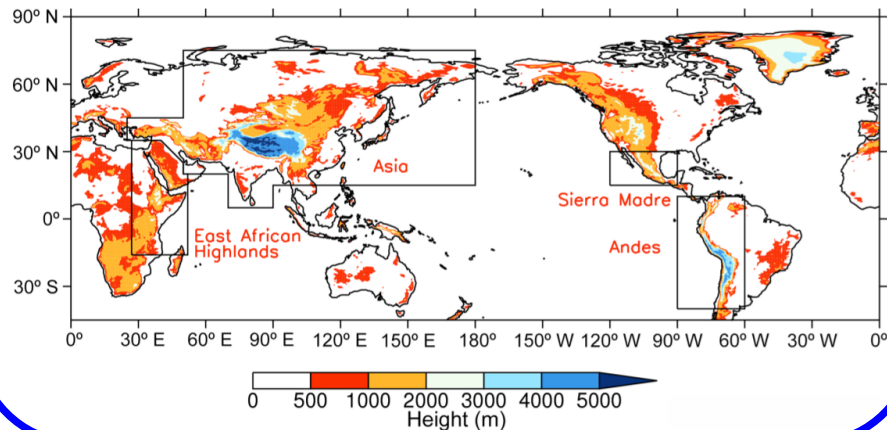 90° N
60° N
30° N
0°
30° S
Asia
Sierra Madre
East African
Highlands
Andes
0° 30° E 60° E 90° E 120° E 150° E 180° 150° W 120° W 90° W 60° W 30° W 0°
0 500 1000 2000 3000 4000 5000
Height (m)